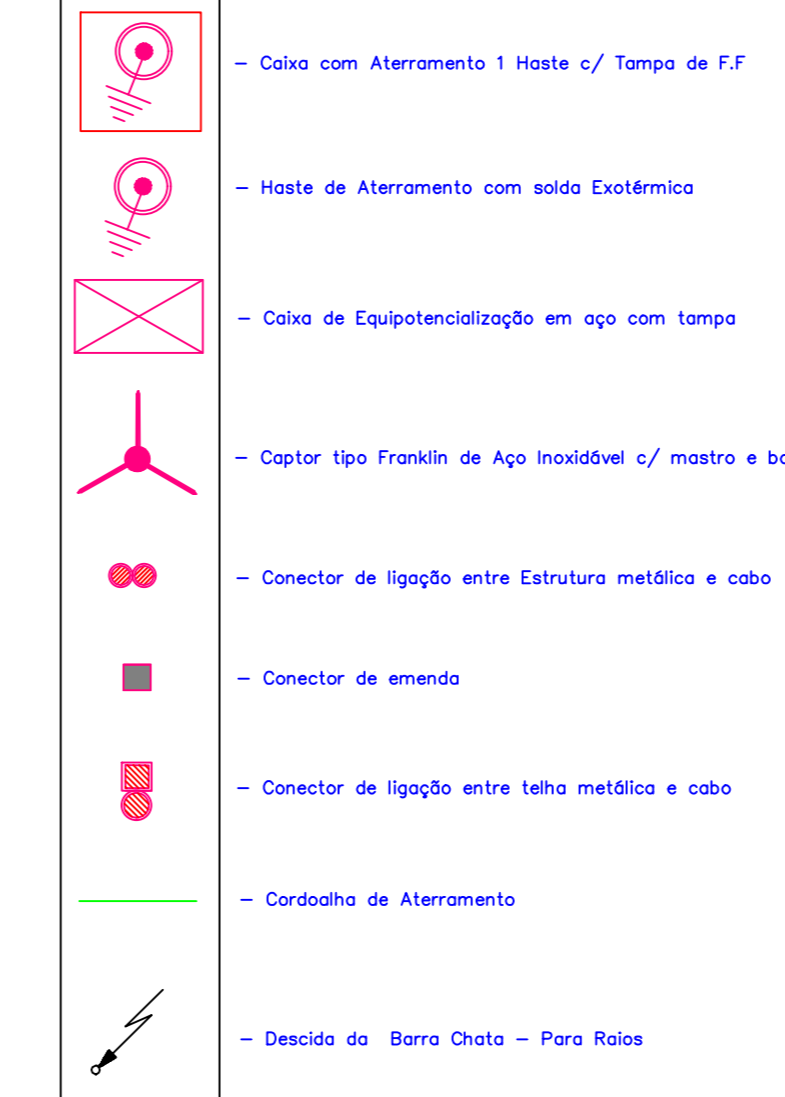 – Caixa com Aterramento 1 Haste c/ Tampa de F.F
– Haste de Aterramento com solda Exotérmica
– Caixa de Equipotencialização em aço com tampa
– Captor tipo Franklin de Aço Inoxidável c/ mastro e
– Conector de ligação entre Estrutura metálica e cabo
– Conector de emenda
– Conector de ligação entre telha metálica e cabo
– Cordoalha de Aterramento
– Descida da Barra Chata – Para Raios